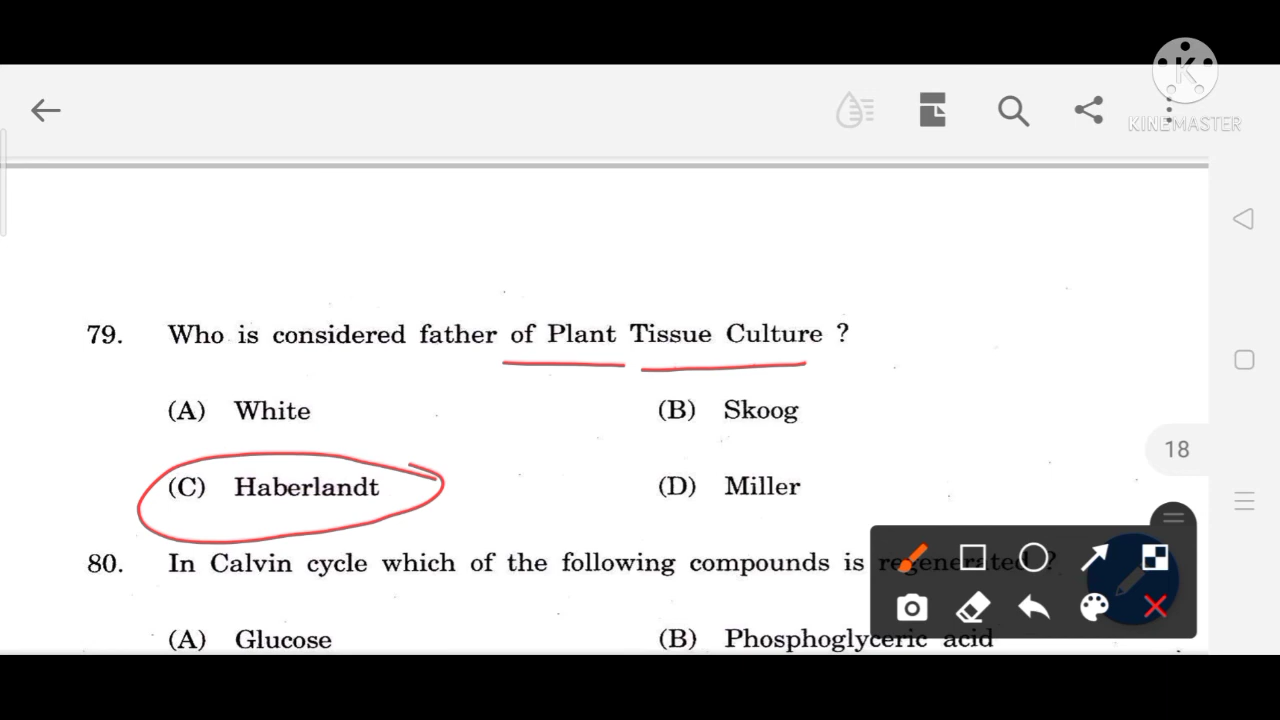 KINEMASTER
79. Who is considered father of Plant Tissue Culture ?
(A) White (B) Skoog
18
(C) Haberlandt (D) Miller
80. In Calvin cycle which of the following compounds is regenerated ?
(A) Glucose (B) Phosphoglyceric acid